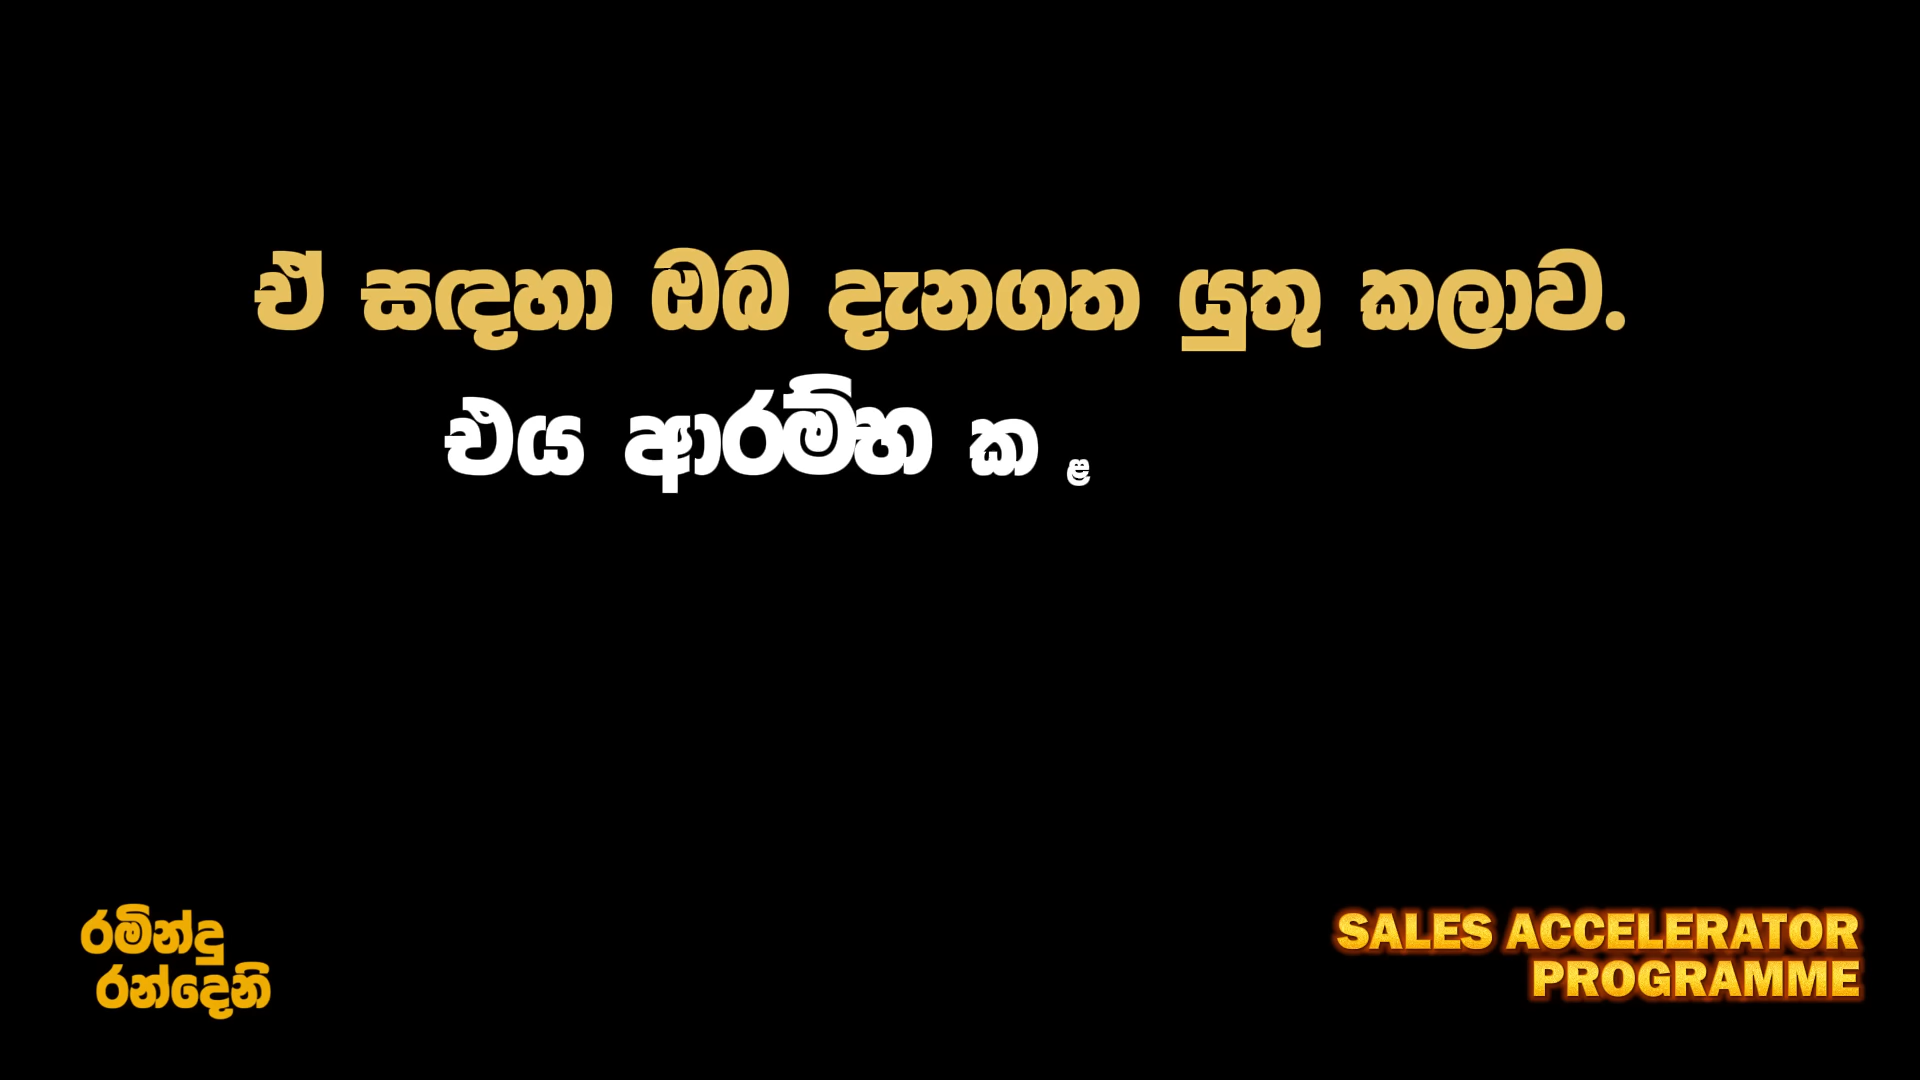 ඒ සඳහා ඔබ දැනගත යුතු කලාව.
එය ආරම්භ ක ළ
රමින්දු
රන්දෙනි
SALES ACCELERATOR
PROGRAMME